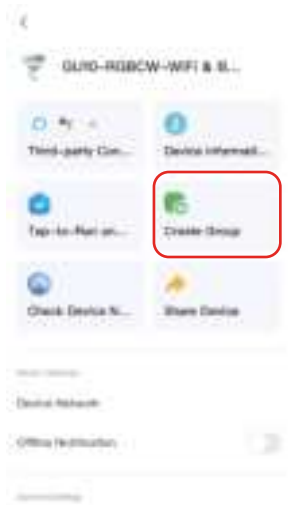 GU10-RGBCW-WiFi & B...
Third-party Con...
Device Informati...
Tap-to-Run an...
Create Group
Check Device N...
Share Device
Device Network
Offline Notification